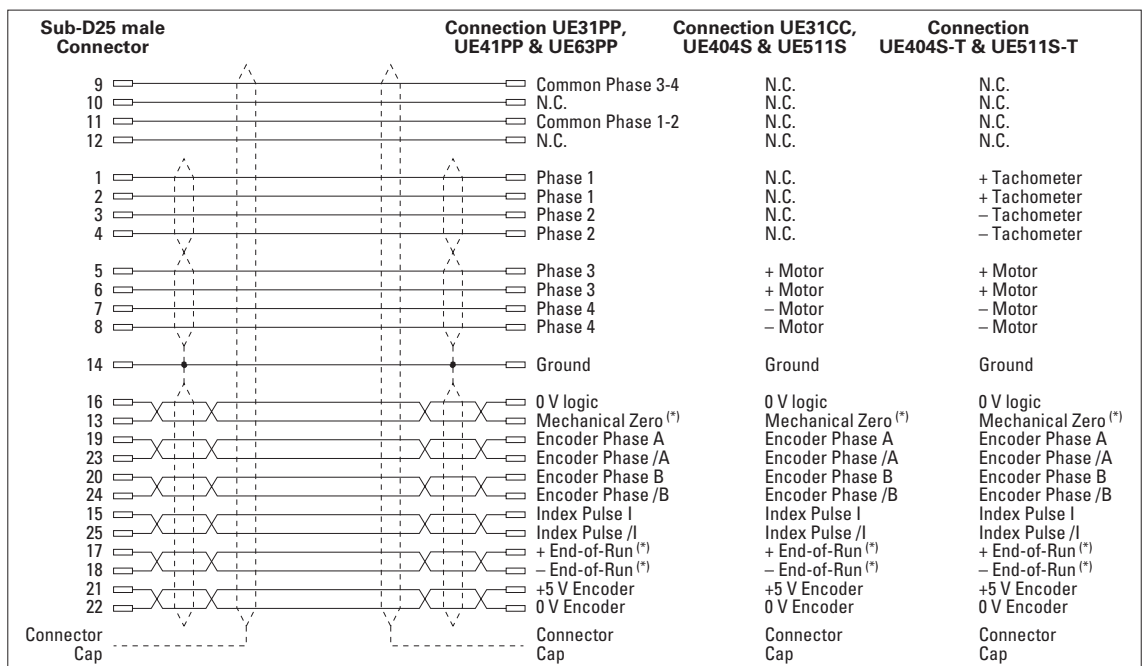 Sub-D25 male Connector Connection UE31PP, UE41PP & UE63PP Connection UE31CC, UE404S & UE511S Connection UE404S-T & UE511S-T
9 Common Phase 3-4 N.C. N.C.
10 N.C. N.C. N.C.
11 Common Phase 1-2 N.C. N.C.
12 N.C. N.C. N.C.
1 Phase 1 N.C. + Tachometer
2 Phase 1 N.C. + Tachometer
3 Phase 2 N.C. – Tachometer
4 Phase 2 N.C. – Tachometer
5 Phase 3 + Motor + Motor
6 Phase 3 + Motor + Motor
7 Phase 4 – Motor – Motor
8 Phase 4 – Motor – Motor
14 Ground Ground Ground
16 0 V logic 0 V logic 0 V logic
13 Mechanical Zero (*) Mechanical Zero (*) Mechanical Zero (*)
19 Encoder Phase A Encoder Phase A Encoder Phase A
23 Encoder Phase /A Encoder Phase /A Encoder Phase /A
20 Encoder Phase B Encoder Phase B Encoder Phase B
24 Encoder Phase /B Encoder Phase /B Encoder Phase /B
15 Index Pulse I Index Pulse I Index Pulse I
25 Index Pulse /I Index Pulse /I Index Pulse /I
17 + End-of-Run (*) + End-of-Run (*) + End-of-Run (*)
18 – End-of-Run (*) – End-of-Run (*) – End-of-Run (*)
21 +5 V Encoder +5 V Encoder +5 V Encoder
22 0 V Encoder 0 V Encoder 0 V Encoder
Connector Connector Connector Connector
Cap Cap Cap Cap